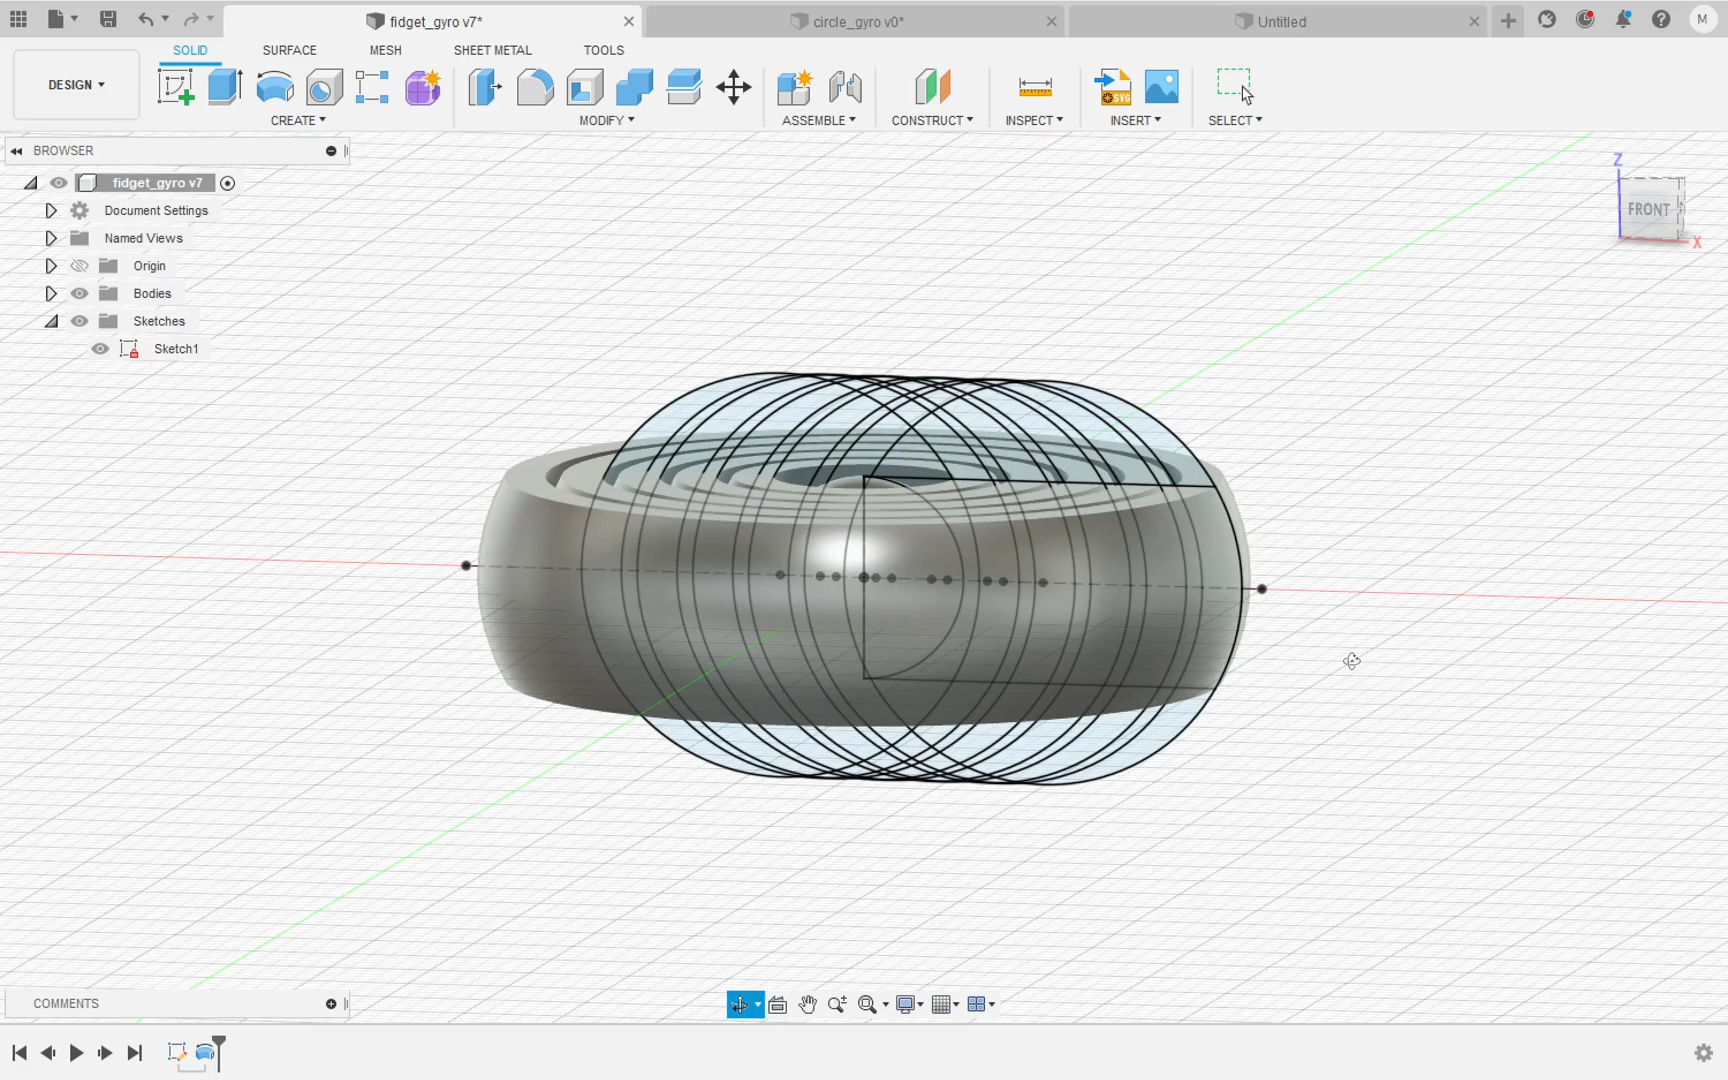 fidget_gyro v7*
circle_gyro v0*
Untitled
M
DESIGN
SOLID
SURFACE
MESH
SHEET METAL
TOOLS
CREATE
MODIFY
ASSEMBLE
CONSTRUCT
INSPECT
INSERT
SELECT
SVG
BROWSER
fidget_gyro v7
Document Settings
Named Views
Origin
Bodies
Sketches
Sketch1
Z
FRONT
X
COMMENTS